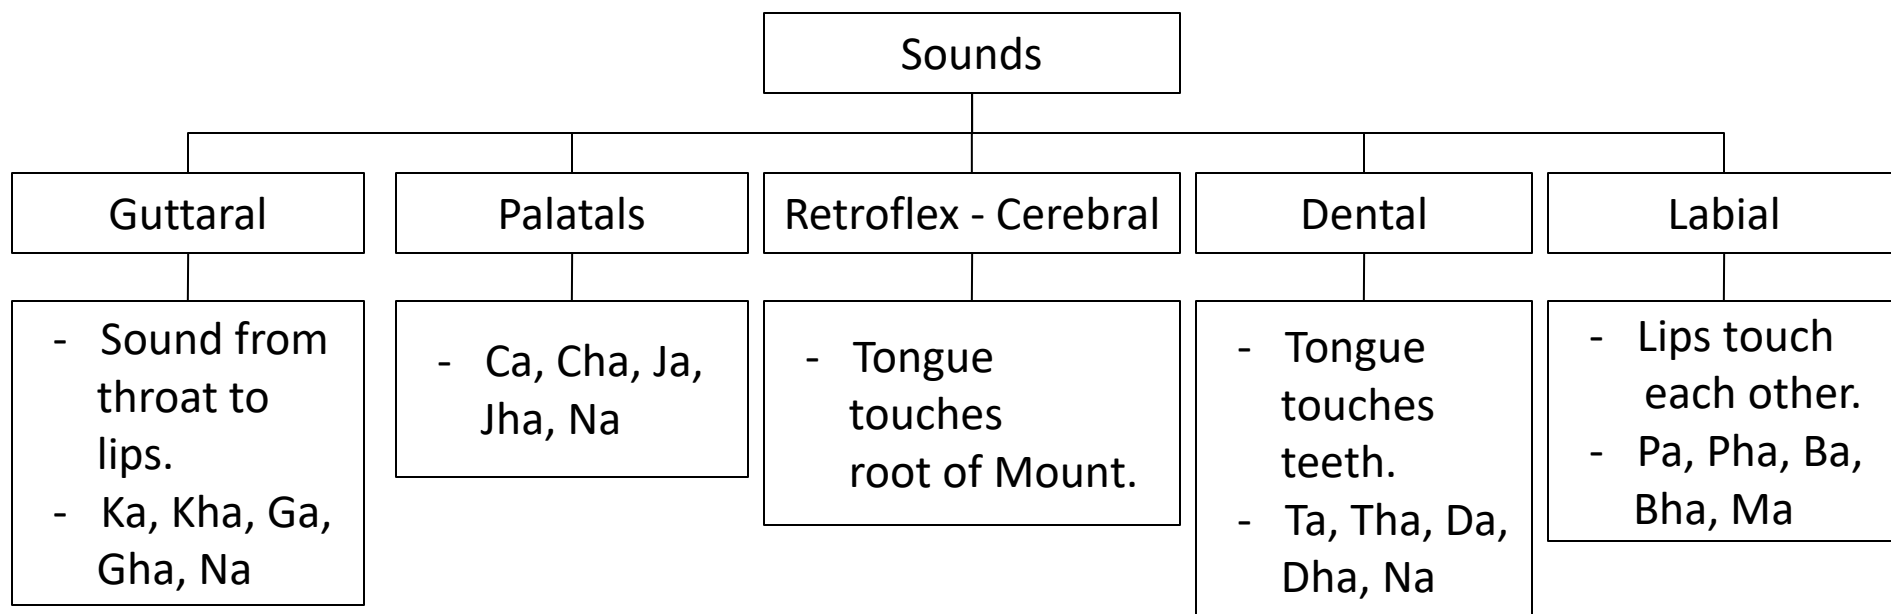 Sounds
Guttaral
Palatals
Retroflex - Cerebral
Dental
Labial
- Sound from
throat to
lips.
- Ka, Kha, Ga,
Gha, Na
- Ca, Cha, Ja,
Jha, Na
- Tongue
touches
root of Mount.
- Tongue
touches
teeth.
- Ta, Tha, Da,
Dha, Na
- Lips touch
each other.
- Pa, Pha, Ba,
Bha, Ma